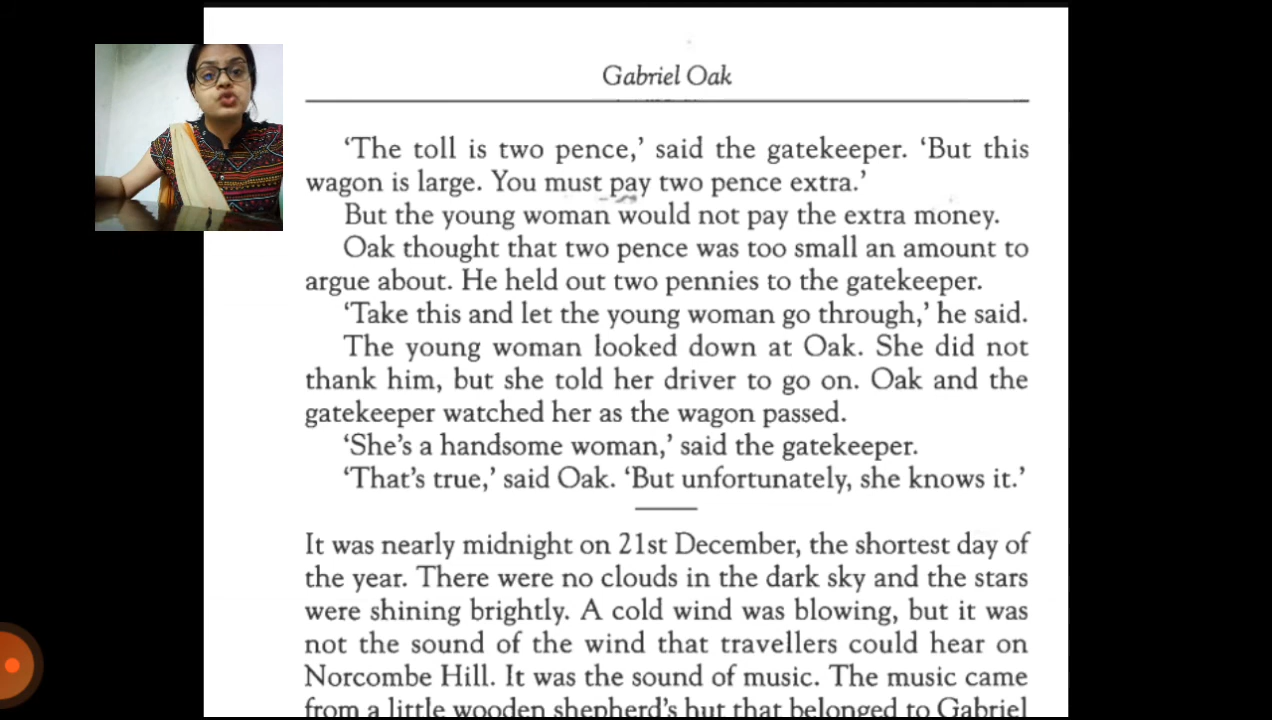 Gabriel Oak
‘The toll is two pence,’ said the gatekeeper. ‘But this
wagon is large. You must pay two pence extra.’
But the young woman would not pay the extra money.
Oak thought that two pence was too small an amount to
argue about. He held out two pennies to the gatekeeper.
‘Take this and let the young woman go through,’ he said.
The young woman looked down at Oak. She did not
thank him, but she told her driver to go on. Oak and the
gatekeeper watched her as the wagon passed.
‘She’s a handsome woman,’ said the gatekeeper.
‘That’s true,’ said Oak. ‘But unfortunately, she knows it.’
It was nearly midnight on 21st December, the shortest day of
the year. There were no clouds in the dark sky and the stars
were shining brightly. A cold wind was blowing, but it was
not the sound of the wind that travellers could hear on
Norcombe Hill. It was the sound of music. The music came
from a little wooden shepherd’s hut that belonged to Gabriel